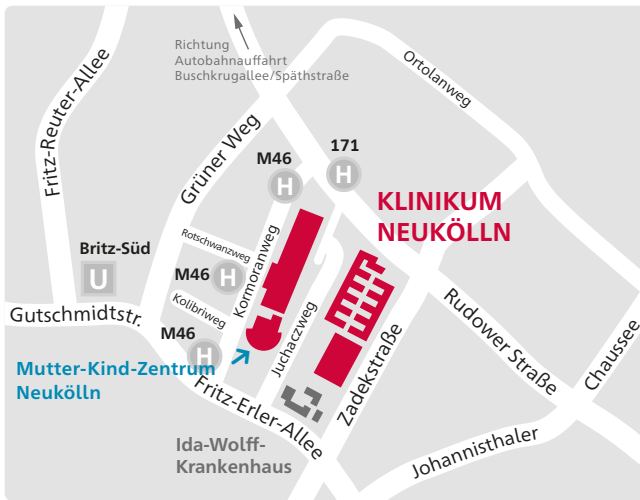 Richtung
Autobahnauffahrt
Buschkrugallee/Späthstraße
Ortolanweg
Fritz-Reuter-Allee
Grüner Weg
M46
H
171
H
KLINIKUM
NEUKÖLLN
Rotschwanzweg
Kormoranweg
Britz-Süd
U
M46
H
Kolibriweg
Gutschmidtstr.
M46
H
Juchaczweg
Zadekstraße
Rudower Straße
Chaussee
Mutter-Kind-Zentrum
Neukölln
Fritz-Erler-Allee
Ida-Wolff-
Krankenhaus
Johannisthaler